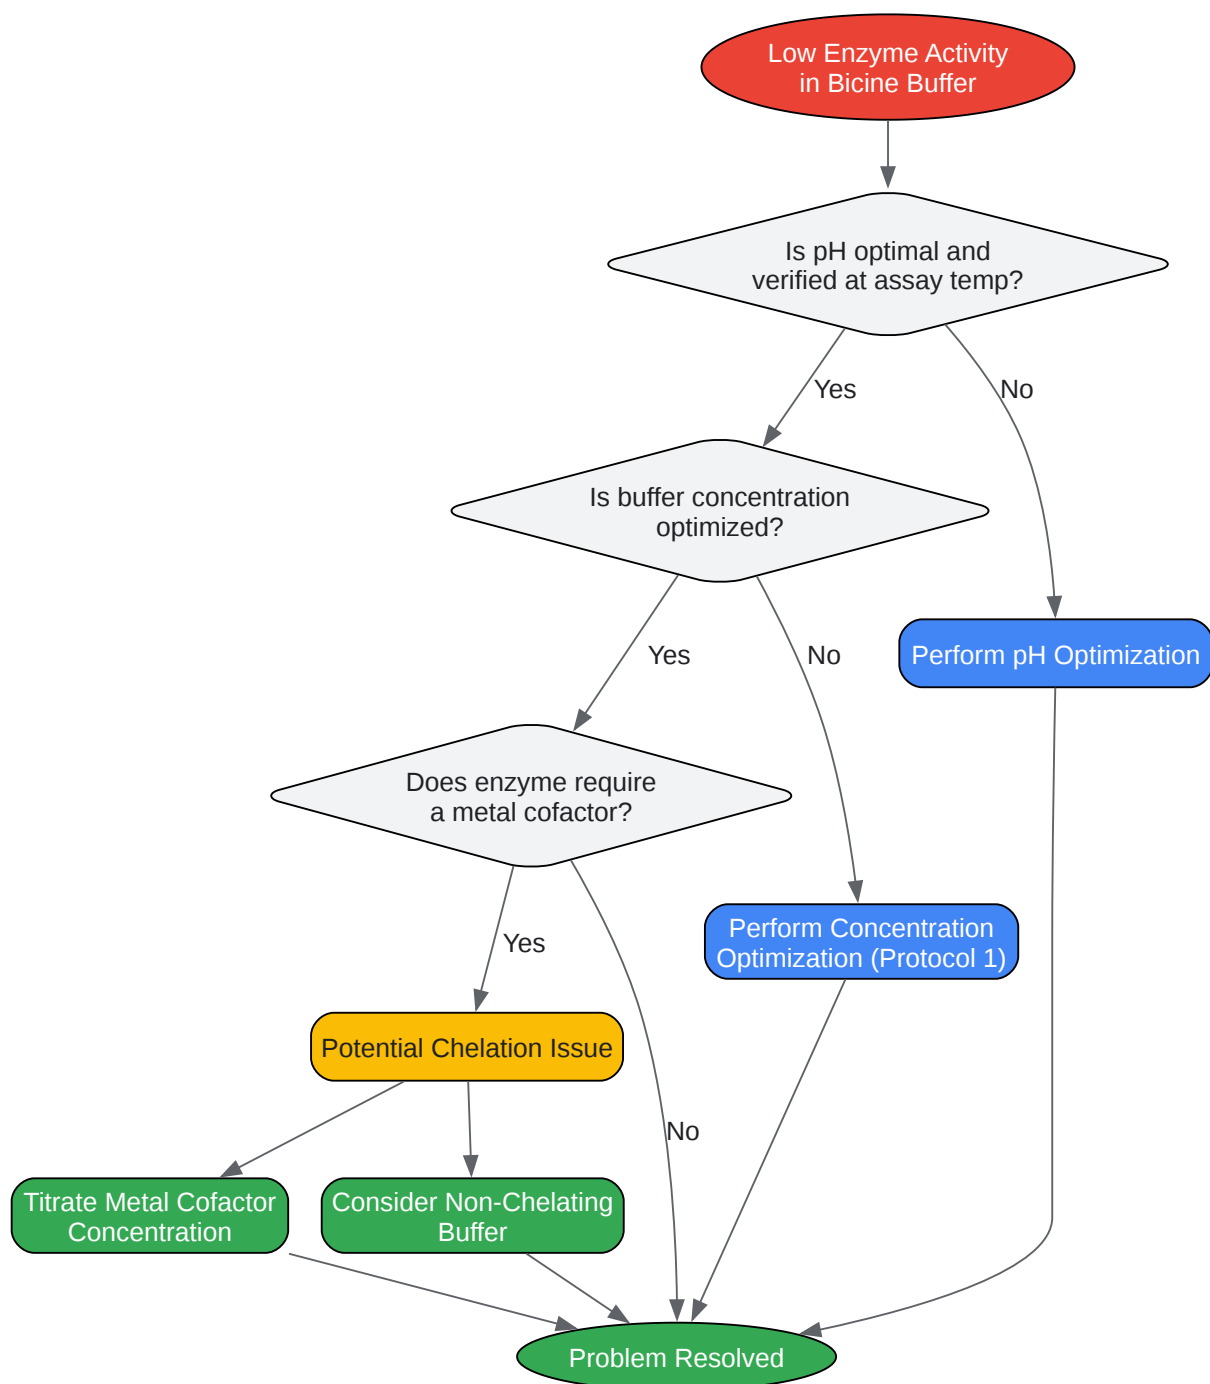 Low Enzyme Activity
in Bicine Buffer
Is pH optimal and
verified at assay temp?
Yes
No
Is buffer concentration
optimized?
Yes
No
Perform pH Optimization
Does enzyme require
a metal cofactor?
Yes
No
Perform Concentration
Optimization (Protocol 1)
Potential Chelation Issue
Titrate Metal Cofactor
Concentration
Consider Non-Chelating
Buffer
Problem Resolved